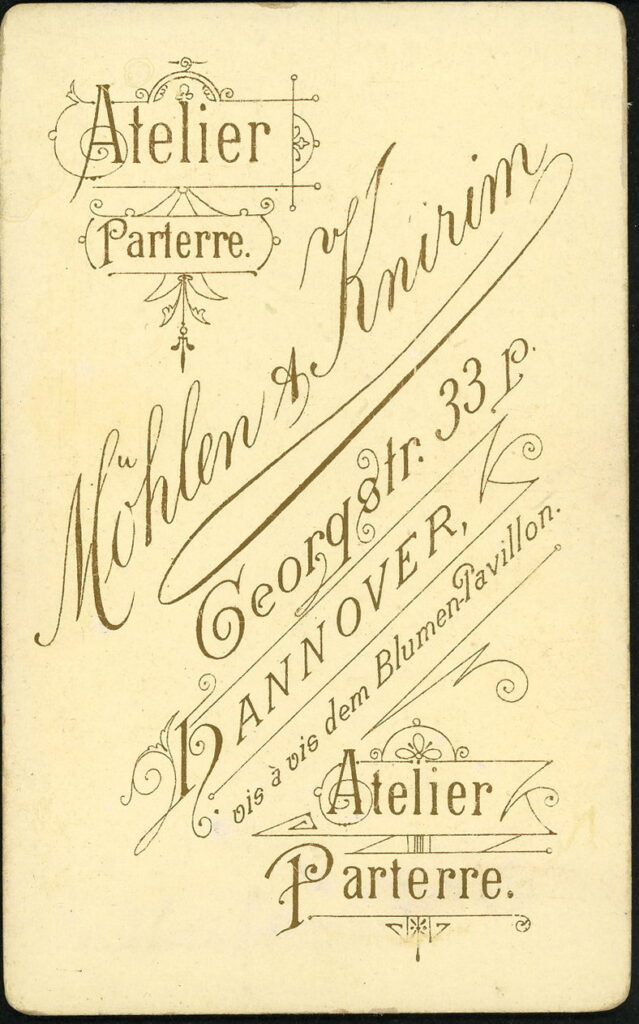 Atelier
Parterre.
Möhlen & Knirim
Georgstr. 33 p.
HANNOVER,
vis à vis dem Blumen-Pavillon.
Atelier
Parterre.